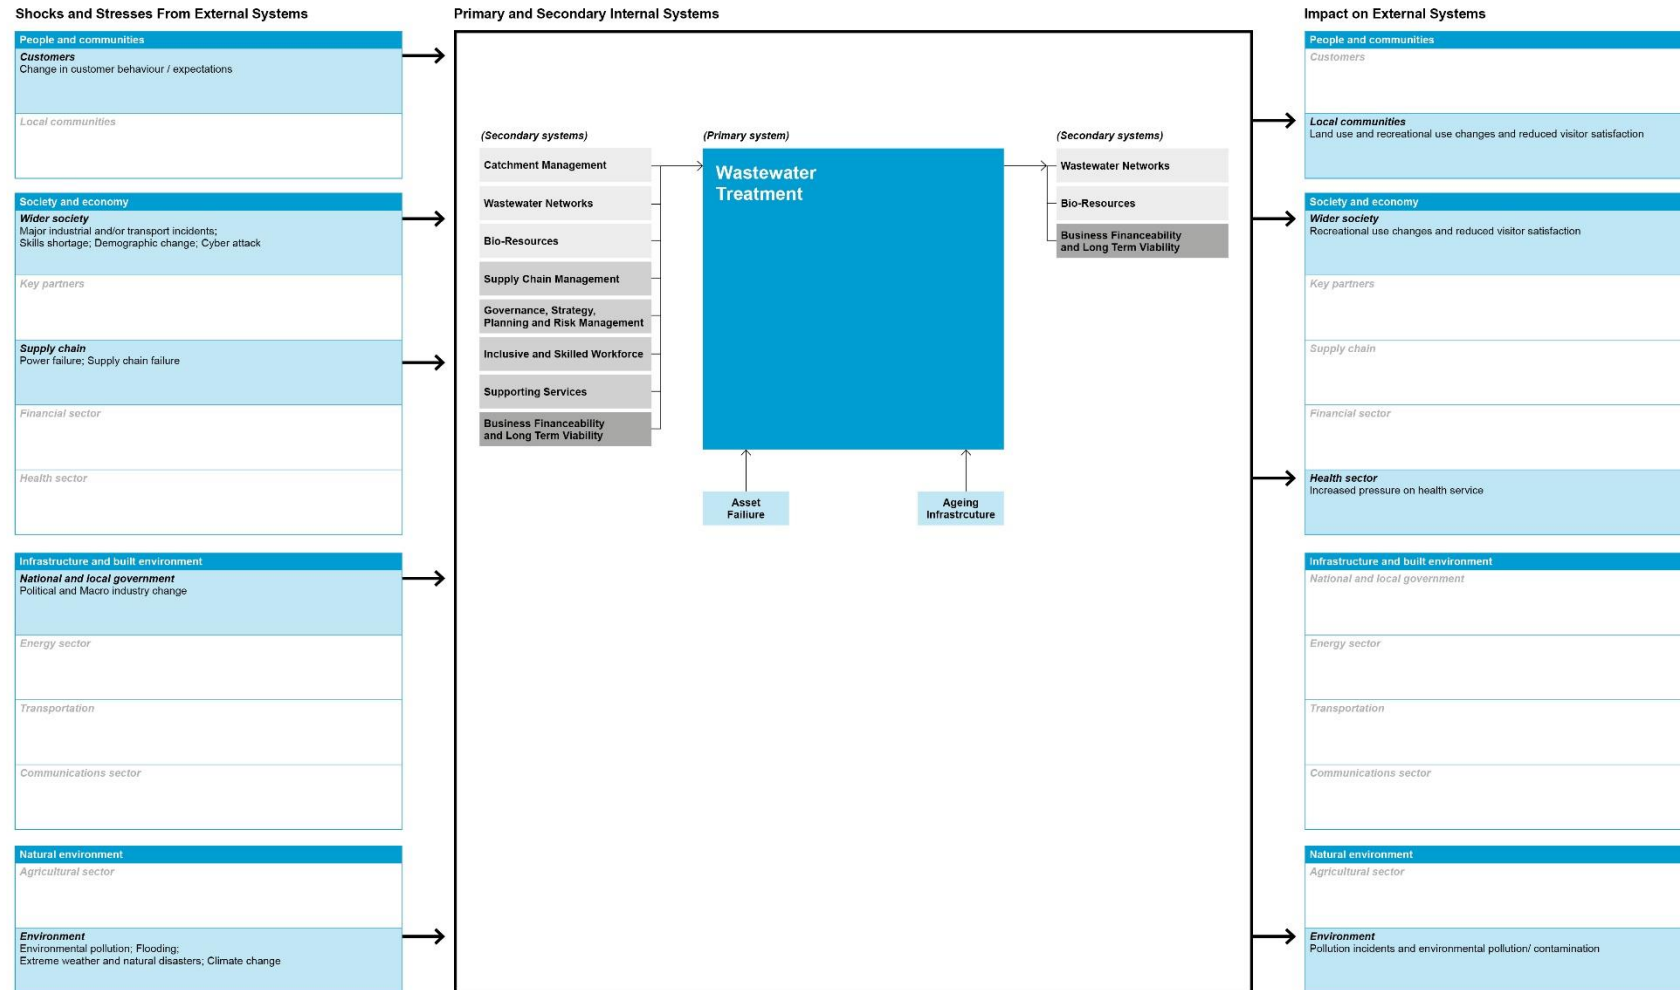 Shocks and Stresses From External Systems
People and communities
Customers
Change in customer behaviour / expectations
Local communities
Society and economy
Wider society
Major industrial and/or transport incidents;
Skills shortage; Demographic change; Cyber attack
Key partners
Supply chain
Power failure; Supply chain failure
Financial sector
Health sector
Infrastructure and built environment
National and local government
Political and Macro industry change
Energy sector
Transportation
Communications sector
Natural environment
Agricultural sector
Environment
Environmental pollution; Flooding;
Extreme weather and natural disasters; Climate change
Primary and Secondary Internal Systems
(Secondary systems)
Catchment Management
Wastewater Networks
Bio-Resources
Supply Chain Management
Governance, Strategy,
Planning and Risk Management
Inclusive and Skilled Workforce
Supporting Services
Business Financeability
and Long Term Viability
(Primary system)
Wastewater
Treatment
Asset
Failiure
Ageing
Infrastrcuture
(Secondary systems)
Wastewater Networks
Bio-Resources
Business Financeability
and Long Term Viability
Impact on External Systems
People and communities
Customers
Local communities
Land use and recreational use changes and reduced visitor satisfaction
Society and economy
Wider society
Recreational use changes and reduced visitor satisfaction
Key partners
Supply chain
Financial sector
Health sector
Increased pressure on health service
Infrastructure and built environment
National and local government
Energy sector
Transportation
Communications sector
Natural environment
Agricultural sector
Environment
Pollution incidents and environmental pollution/ contamination